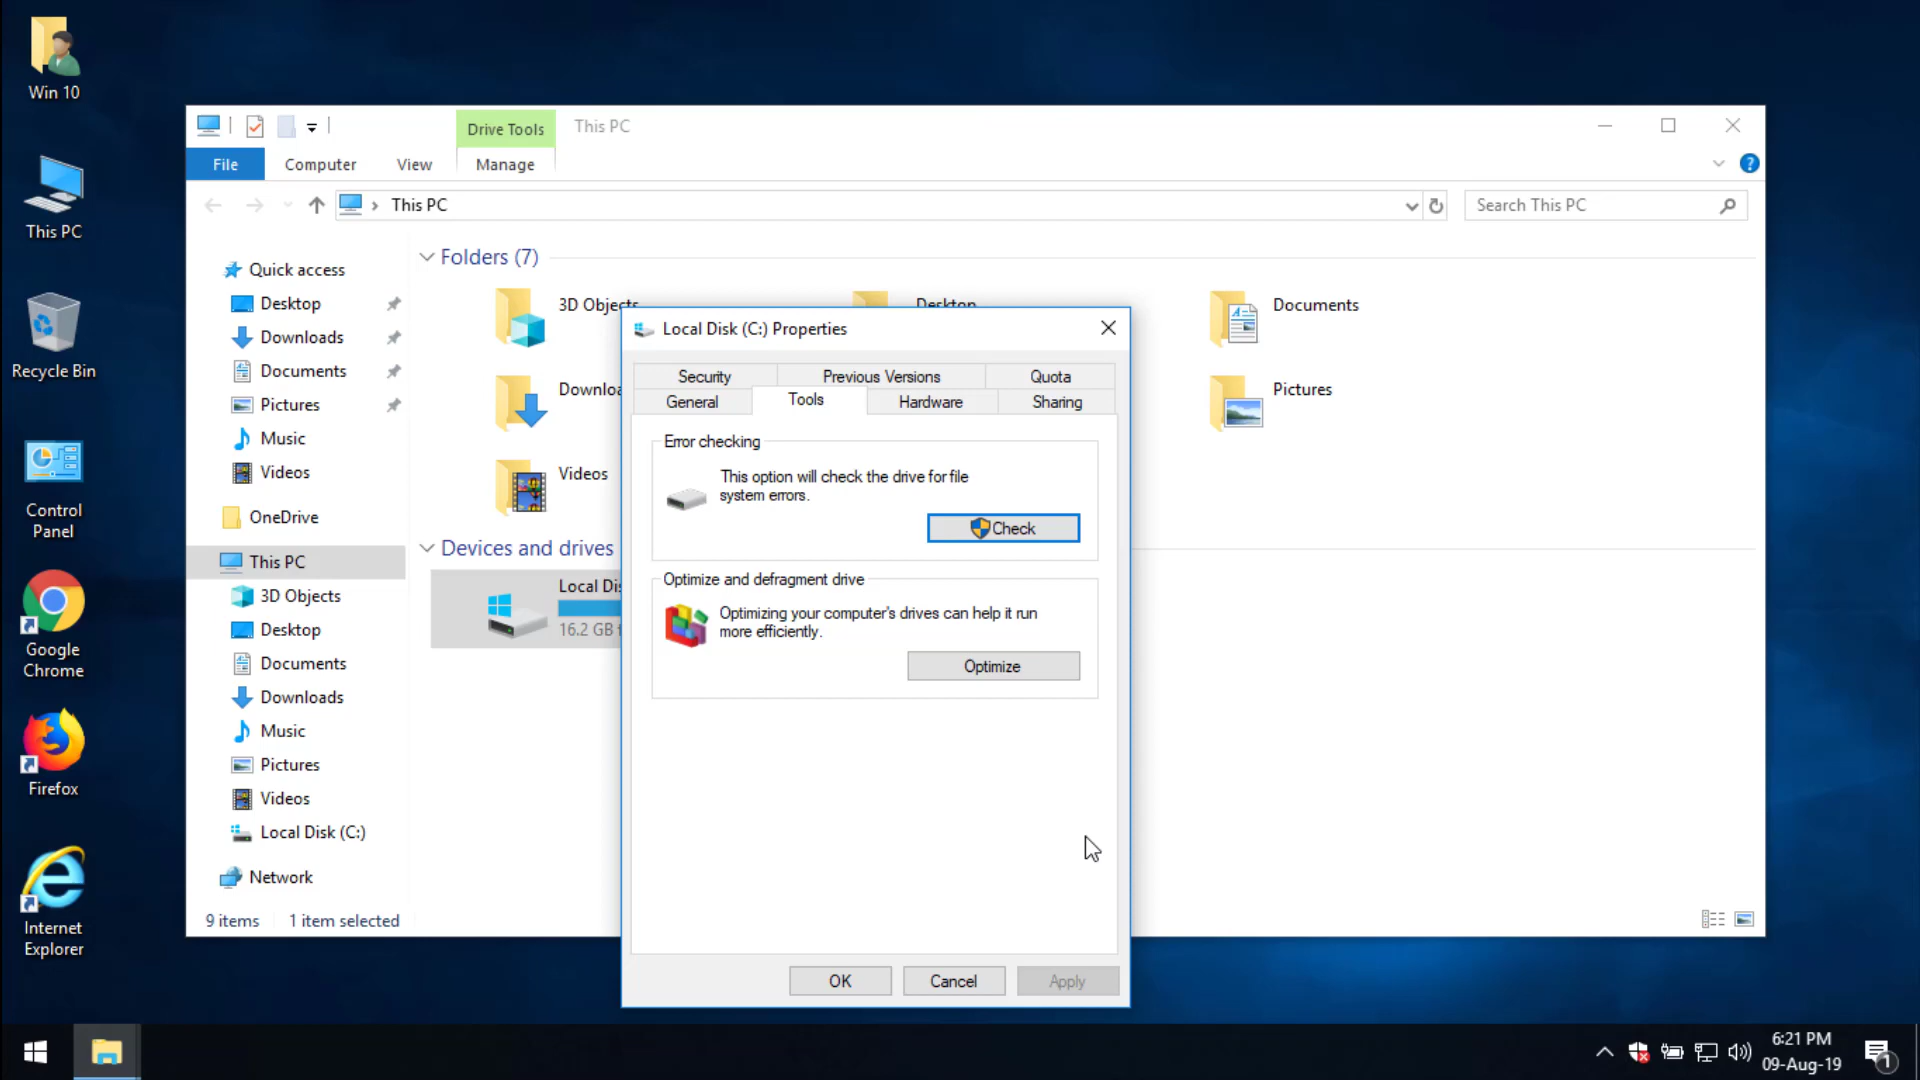 Win 10
This PC
Recycle Bin
Control
Panel
Google
Chrome
Firefox
Internet
Explorer
Drive Tools
This PC
File
Computer
View
Manage
?
This PC
Search This PC
Quick access
Desktop
Downloads
Documents
Pictures
Music
Videos
OneDrive
This PC
3D Objects
Desktop
Documents
Downloads
Music
Pictures
Videos
Local Disk (C:)
Network
9 items
1 item selected
Folders (7)
3D Objects
Desktop
Documents
Downloa
Pictures
Videos
Devices and drives
Local Dis
16.2 GB f
Local Disk (C:) Properties
Security
Previous Versions
Quota
General
Tools
Hardware
Sharing
Error checking
This option will check the drive for file
system errors.
Check
Optimize and defragment drive
Optimizing your computer's drives can help it run
more efficiently.
Optimize
OK
Cancel
Apply
6:21 PM
09-Aug-19
1